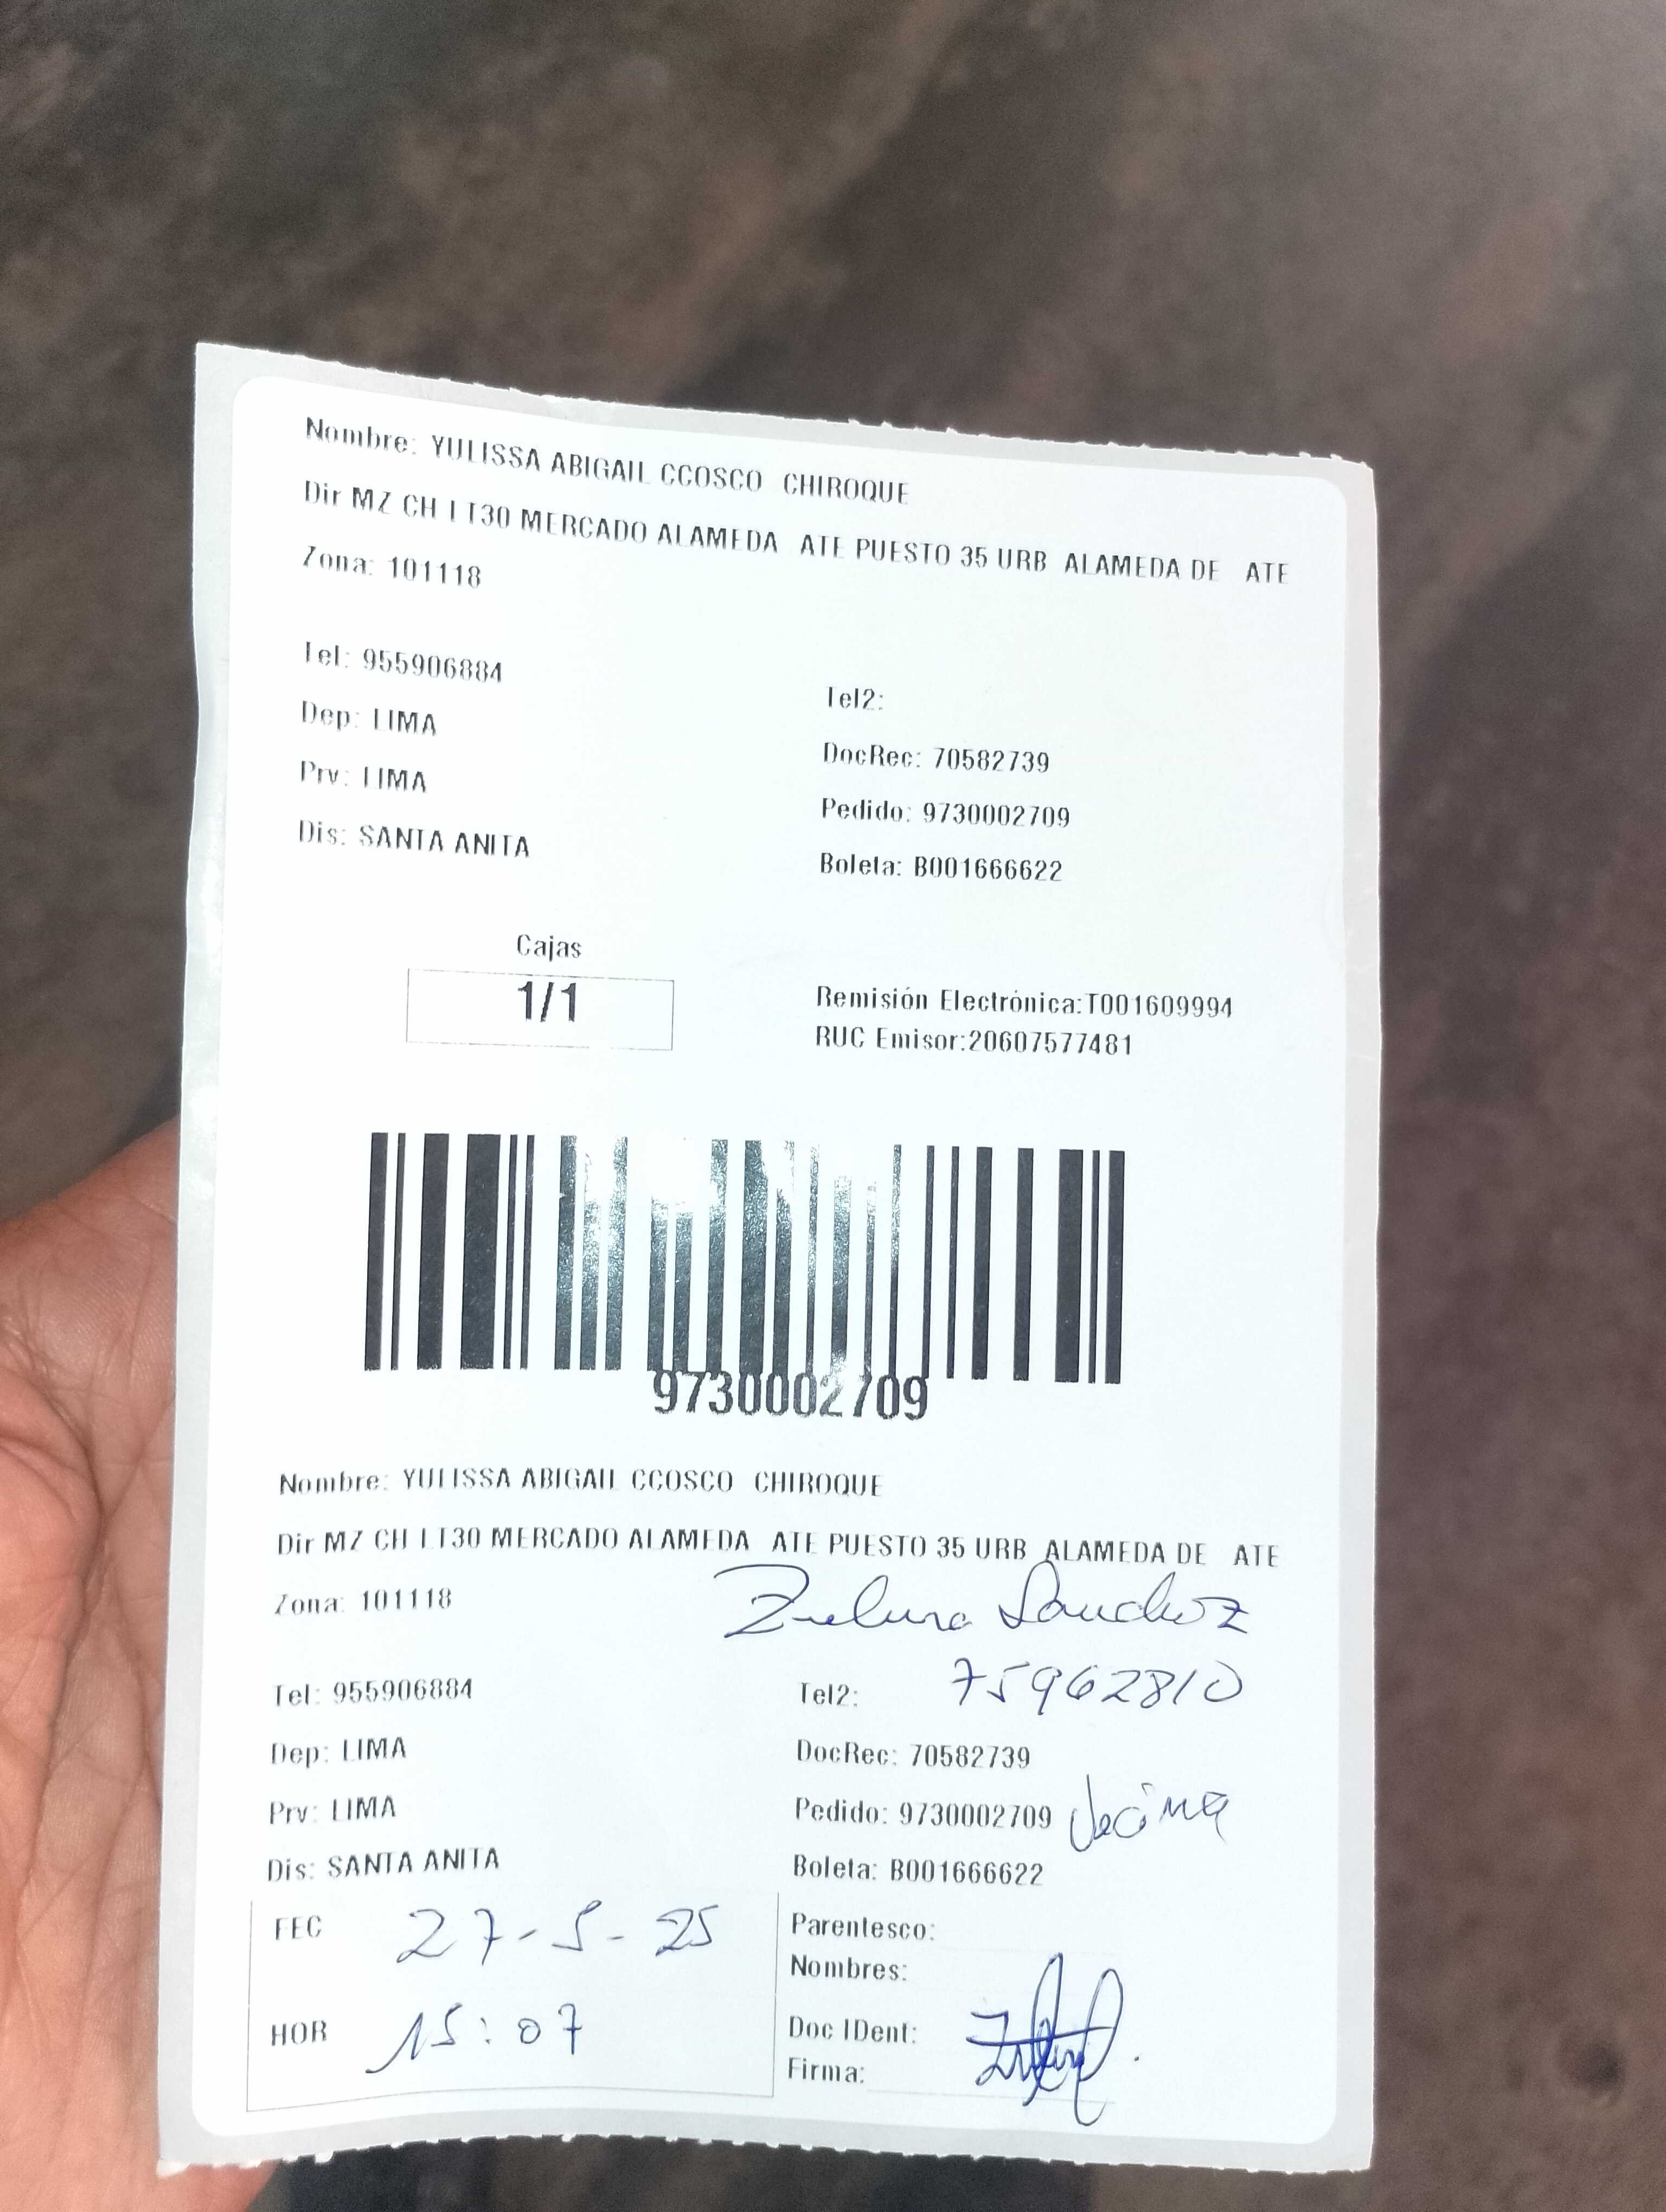 Nombre: YULISSA ABIGAIL CCOSCO CHIROQUE
Dir MZ CH LT30 MERCADO ALAMEDA ATE PUESTO 35 URB ALAMEDA DE ATE
Zona: 101118
Tel: 955906884
Tel2:
Dep: LIMA
DocRec: 70582739
Prv: LIMA
Pedido: 9730002709
Dis: SANTA ANITA
Boleta: B001666622
Cajas
1/1
Remisión Electrónica:T001609994
RUC Emisor:20607577481
9730002709
Nombre: YULISSA ABIGAIL CCOSCO CHIROQUE
Dir MZ CH LT30 MERCADO ALAMEDA ATE PUESTO 35 URB ALAMEDA DE ATE
Zona: 101118
Sanchez
Tel: 955906884
Tel2: 75962810
Dep: LIMA
DocRec: 70582739
Prv: LIMA
Pedido: 9730002709 Vecina
Dis: SANTA ANITA
Boleta: B001666622
FEC 27-5-25
Parentesco:
Nombres:
HOR 15:07
Doc IDent:
Firma: